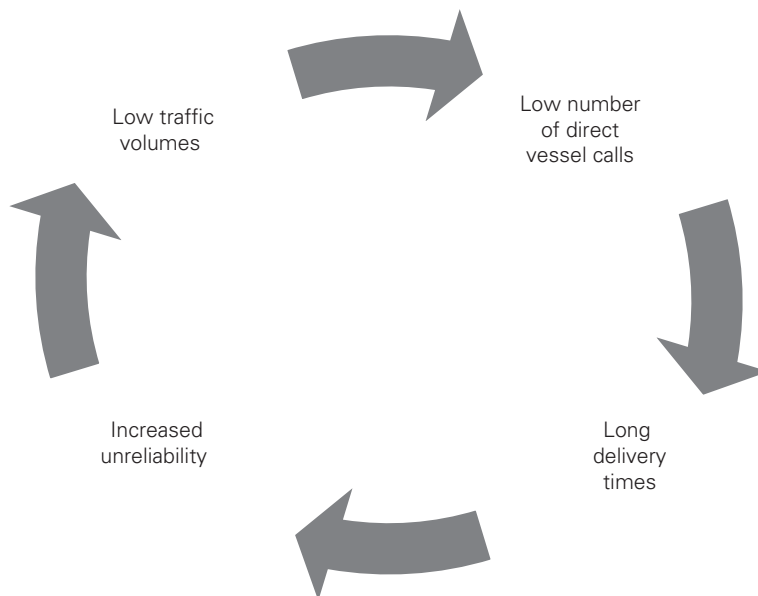 Low traffic
volumes
Low number
of direct
vessel calls
Long
delivery
times
Increased
unreliability